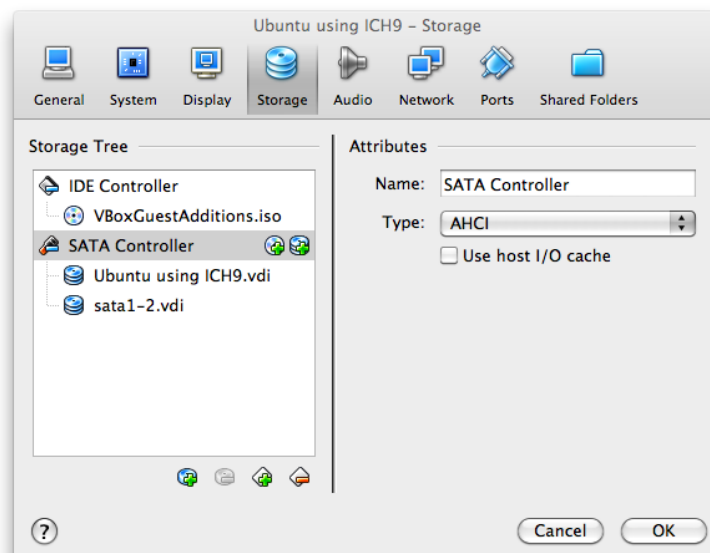 Ubuntu using ICH9 – Storage
General System Display Storage Audio Network Ports Shared Folders
Storage Tree
IDE Controller
VBoxGuestAdditions.iso
SATA Controller
Ubuntu using ICH9.vdi
sata1-2.vdi
Attributes
Name: SATA Controller
Type: AHCI
Use host I/O cache
?
Cancel OK